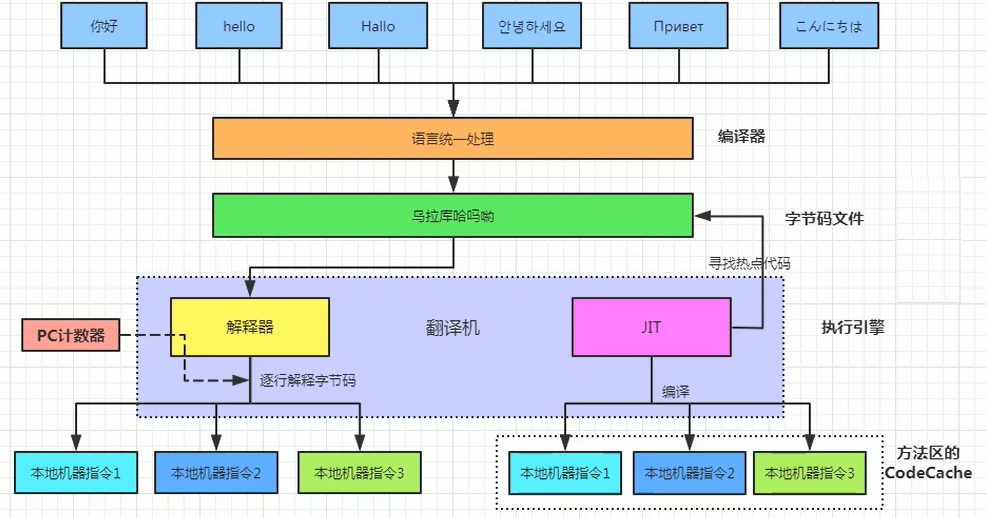 你好
hello
Hallo
안녕하세요
Привет
こんにちは
语言统一处理
编译器
乌拉库哈吗呦
字节码文件
寻找热点代码
PC计数器
解释器
翻译机
JIT
执行引擎
逐行解释字节码
编译
本地机器指令1
本地机器指令2
本地机器指令3
本地机器指令1
本地机器指令2
本地机器指令3
方法区的
CodeCache